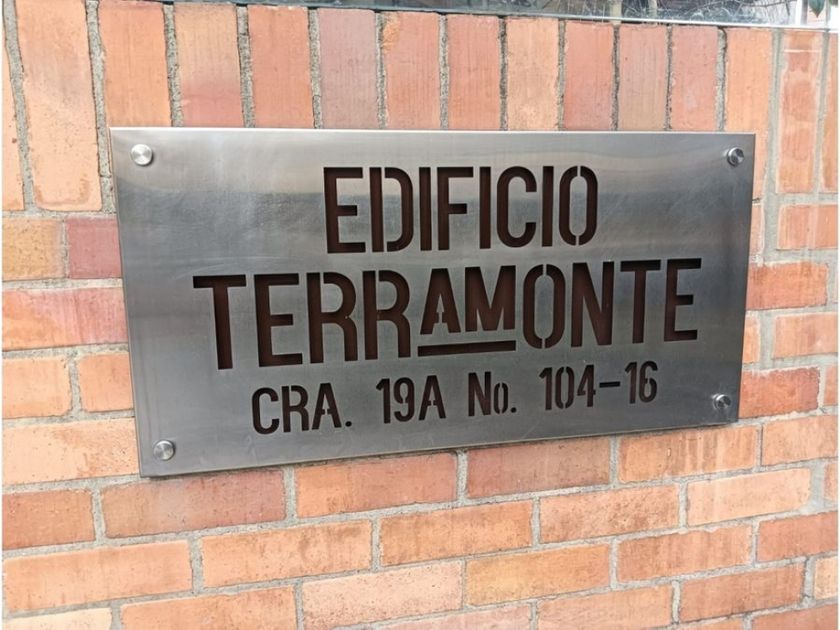 EDIFICIO
TERRAMONTE
CRA. 19A No. 104-16